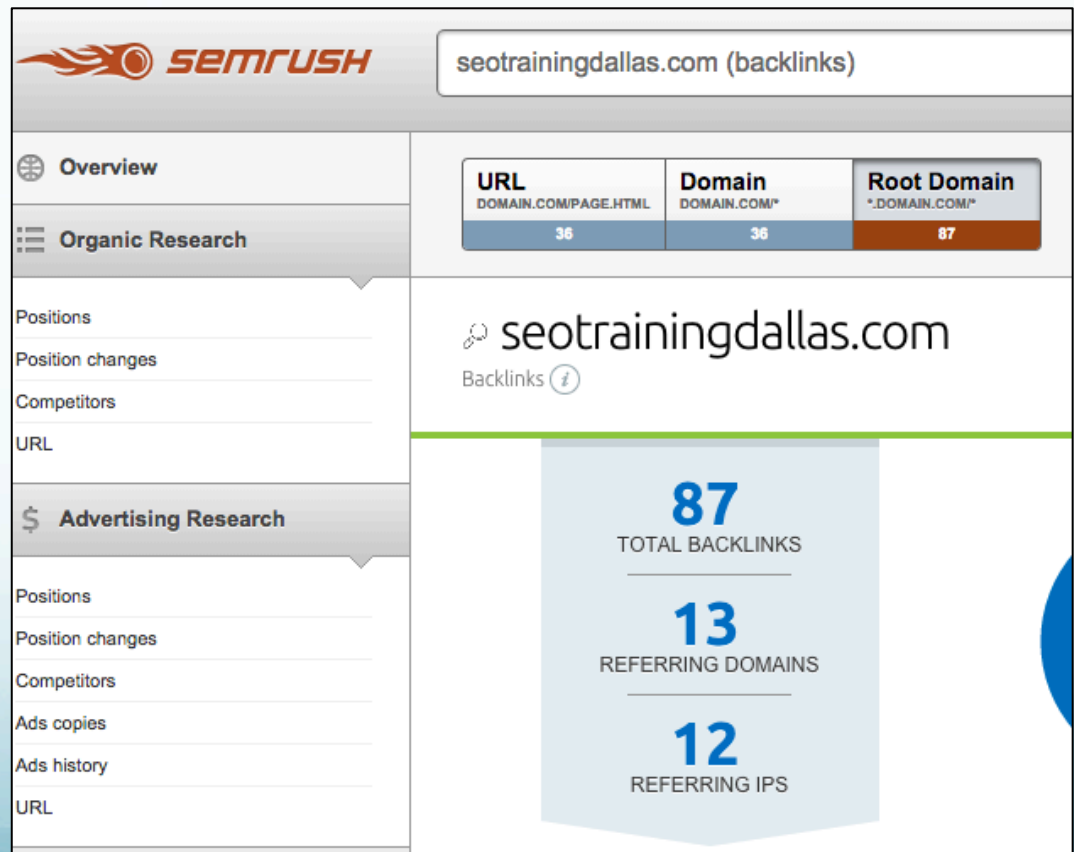 semrush
seotrainingdallas.com (backlinks)
Overview
Organic Research
Positions
Position changes
Competitors
URL
Advertising Research
Positions
Position changes
Competitors
Ads copies
Ads history
URL
URL
DOMAIN.COM/PAGE.HTML
36
Domain
DOMAIN.COM/*
36
Root Domain
*.DOMAIN.COM/*
87
seotrainingdallas.com
Backlinks i
87
TOTAL BACKLINKS
13
REFERRING DOMAINS
12
REFERRING IPS